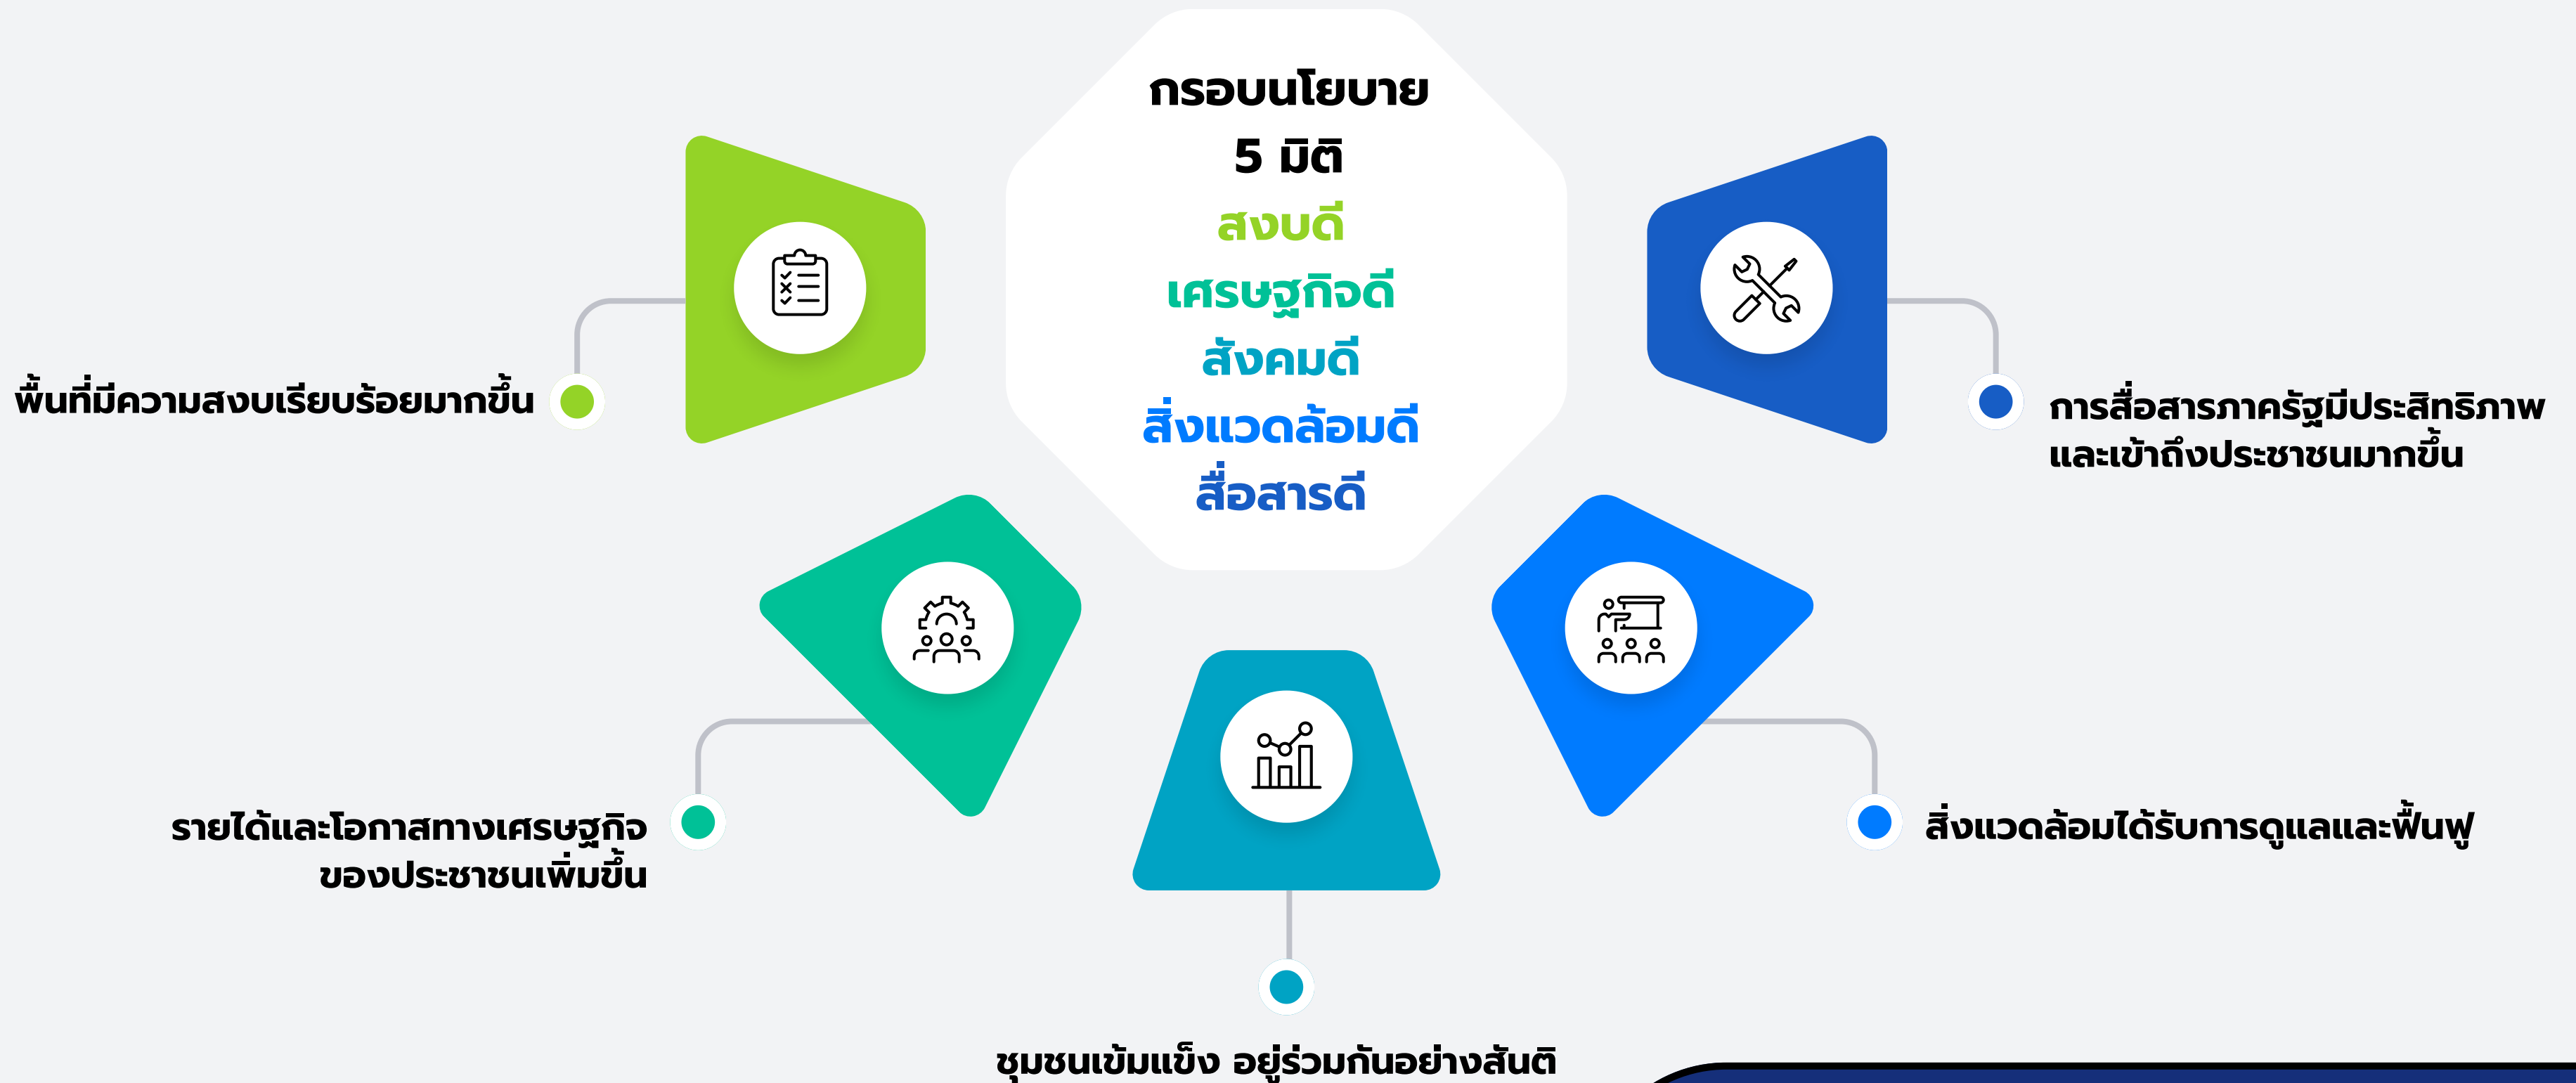 กรอบนโยบาย
5 มิติ
สงบดี
เศรษฐกิจดี
สังคมดี
สิ่งแวดล้อมดี
สื่อสารดี
พื้นที่มีความสงบเรียบร้อยมากขึ้น
การสื่อสารภาครัฐมีประสิทธิภาพ
และเข้าถึงประชาชนมากขึ้น
รายได้และโอกาสทางเศรษฐกิจ
ของประชาชนเพิ่มขึ้น
สิ่งแวดล้อมได้รับการดูแลและฟื้นฟู
ชุมชนเข้มแข็ง อยู่ร่วมกันอย่างสันติ